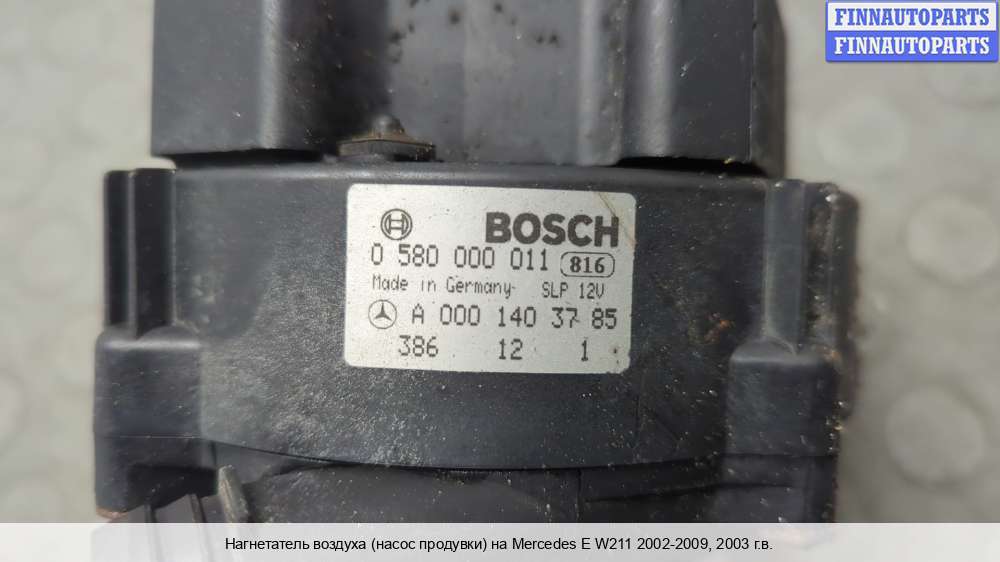 FINNAUTOPARTS
FINNAUTOPARTS
BOSCH
0 580 000 011 816
Made in Germany SLP 12V
A 000 140 37 85
386 12 1
Нагнетатель воздуха (насос продувки) на Mercedes E W211 2002-2009, 2003 г.в.